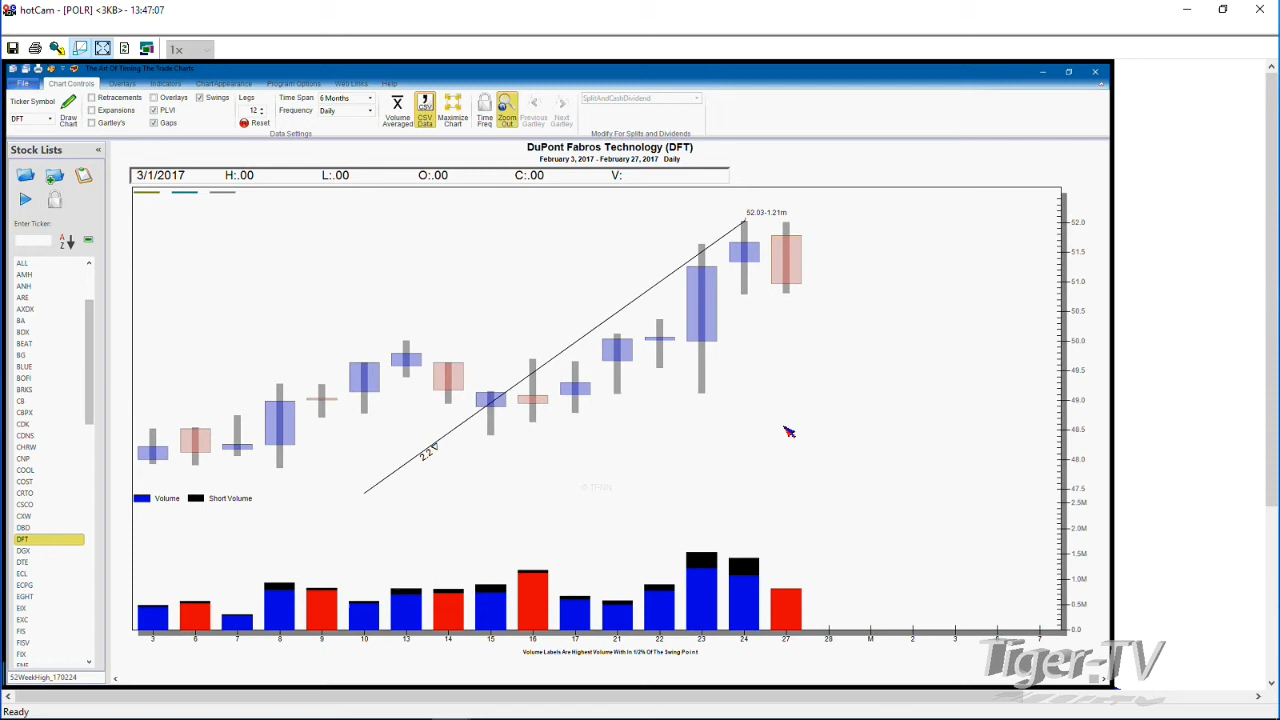 hotCam - [POLR] <3KB> - 13:47:07
1x
The Art Of Timing The Trade Charts
File Chart Controls Overlays Indicators ChartAppearance Program Options Web Links Help
Ticker Symbol
DFT
Draw Chart
Retracements
Expansions
Gartley's
Overlays
PLVI
Gaps
Swings
Legs
12
Reset
Time Span 6 Months
Frequency Daily
Data Settings
Volume Averaged
CSV Data
Maximize Chart
Time Freq
Zoom Out
Previous Gartley
Next Gartley
SplitAndCashDividend
Modify For Splits and Dividends
Stock Lists
Enter Ticker:
ALL
AMH
ANH
ARE
AXDX
BA
BDX
BEAT
BG
BLUE
BOFI
BRKS
CB
CBPX
CDK
CDNS
CHRW
CNP
COOL
COST
CRTO
CSCO
CXW
DBD
DFT
DGX
DTE
ECL
ECPG
EGHT
EIX
EXC
FIS
FISV
FIX
52WeekHigh_170224
DuPont Fabros Technology (DFT)
February 3, 2017 - February 27, 2017 Daily
3/1/2017 H:.00 L:.00 O:.00 C:.00 V:
52.03-1.21m
52.0
51.5
51.0
50.5
50.0
49.5
49.0
48.5
48.0
47.5
Volume Short Volume
2.5M
2.0M
1.5M
1.0M
0.5M
0.0
3 6 7 8 9 10 13 14 15 16 17 21 22 23 24 27 28 M 2 3 6 7
Volume Labels Are Highest Volume With In 1/2% Of The Swing Point
Tiger-TV
Ready